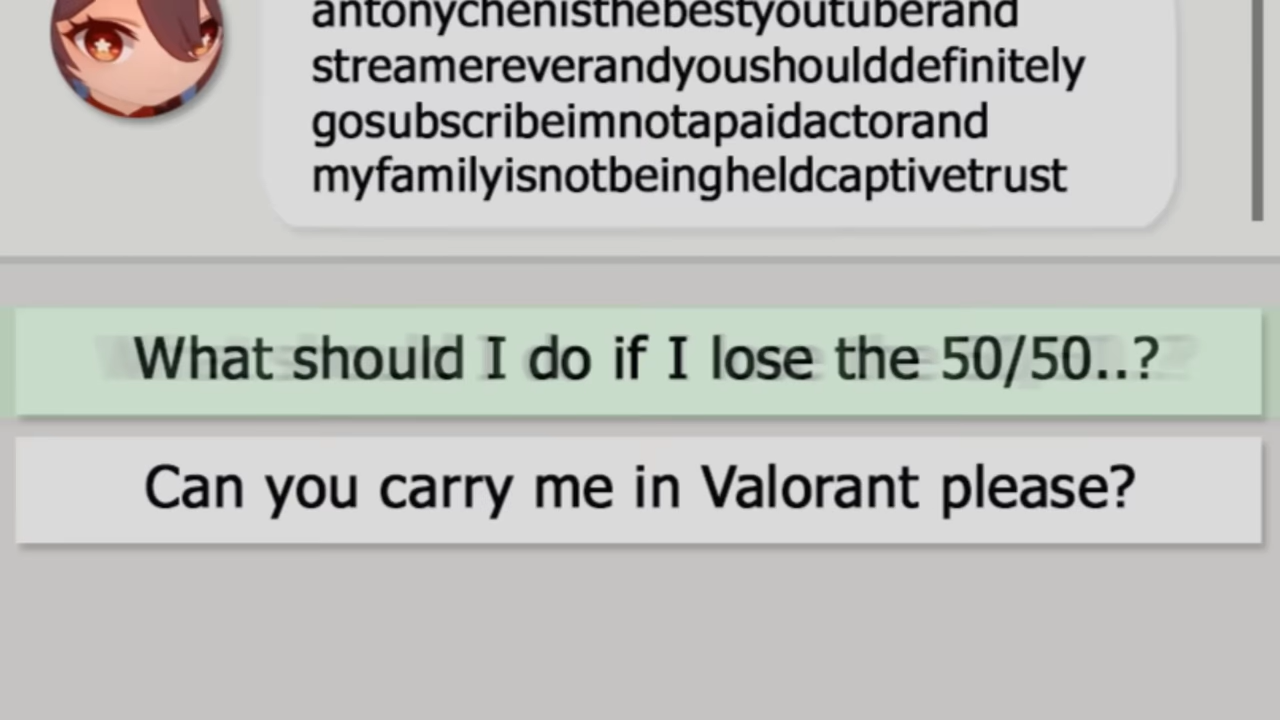 antonychenisthebestyoutuberand
streamereverandyoushoulddefinitely
gosubscribeimnotapaidactorand
myfamilyisnotbeingheldcaptivetrust
What should I do if I lose the 50/50..?
Can you carry me in Valorant please?